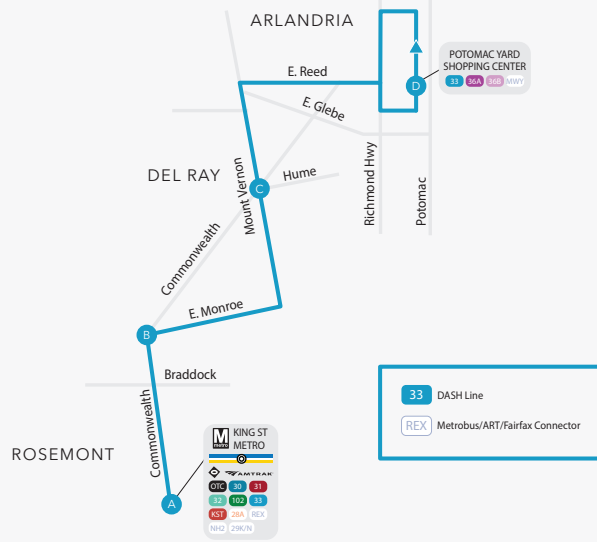 ARLANDRIA
POTOMAC YARD
SHOPPING CENTER
33 36A 36B MWY
D
E. Reed
E. Glebe
DEL RAY
Hume
C
Mount Vernon
Richmond Hwy
Potomac
Commonwealth
E. Monroe
B
Braddock
Commonwealth
ROSEMONT
A
M
metro
KING ST
METRO
AMTRAK
OTC 30 31
32 102 33
KST 28A REX
NH2 29K/N
33 DASH Line
REX Metrobus/ART/Fairfax Connector